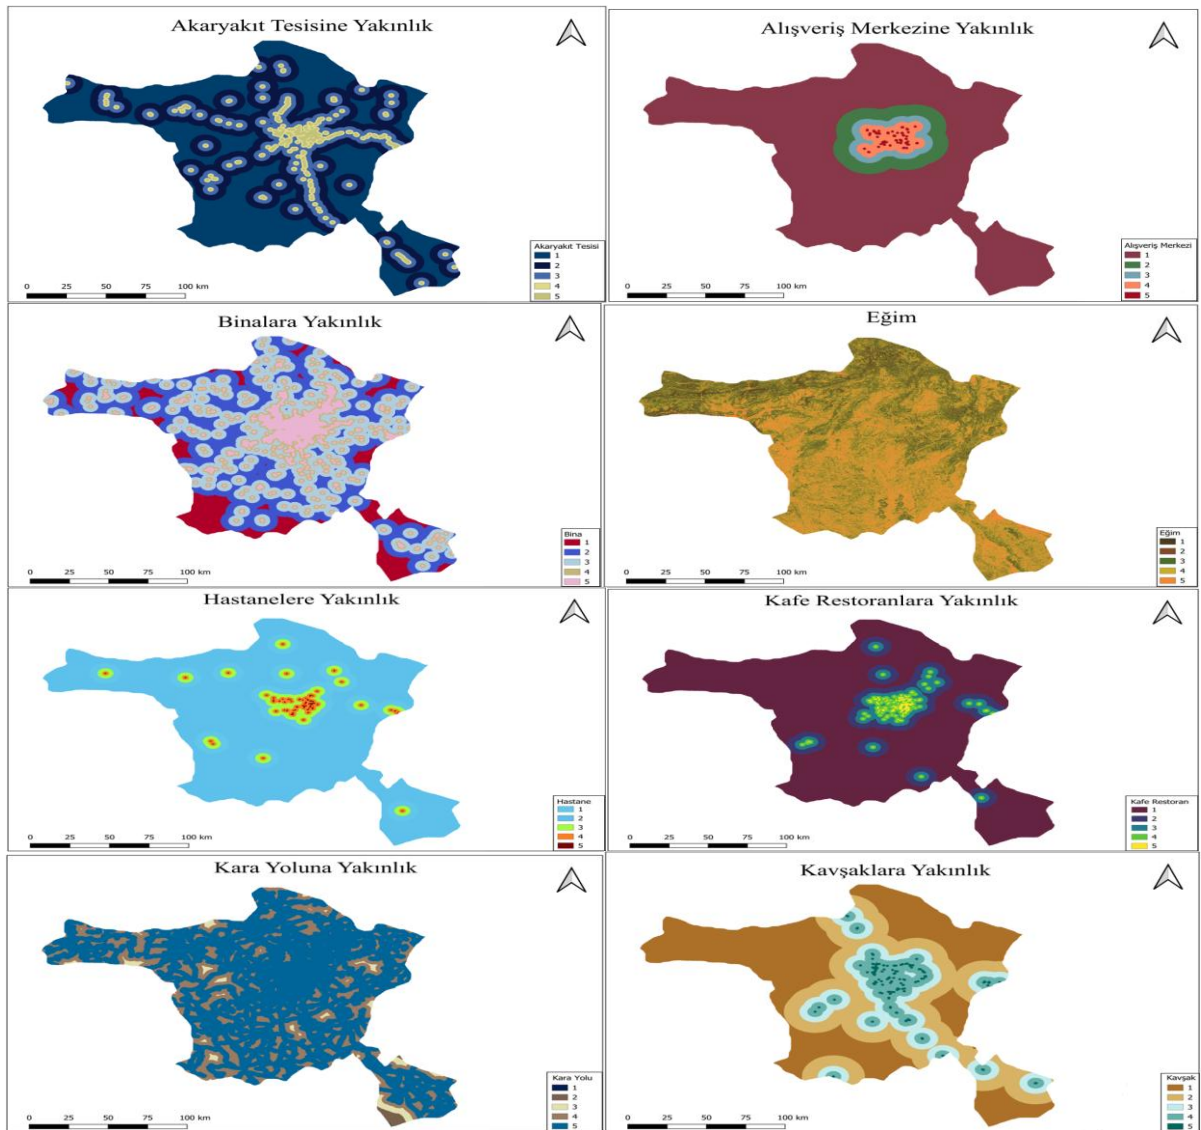 Akaryakıt Tesisine Yakınlık
Akaryakıt Tesisi
1
2
3
4
5
0 25 50 75 100 km
Alışveriş Merkezine Yakınlık
Alışveriş Merkezi
1
2
3
4
5
0 25 50 75 100 km
Binalara Yakınlık
Bina
1
2
3
4
5
0 25 50 75 100 km
Eğim
Eğim
1
2
3
4
5
0 25 50 75 100 km
Hastanelere Yakınlık
Hastane
1
2
3
4
5
0 25 50 75 100 km
Kafe Restoranlara Yakınlık
Kafe Restoran
1
2
3
4
5
0 25 50 75 100 km
Kara Yoluna Yakınlık
Kara Yolu
1
2
3
4
5
0 25 50 75 100 km
Kavşaklara Yakınlık
Kavşak
1
2
3
4
5
0 25 50 75 100 km